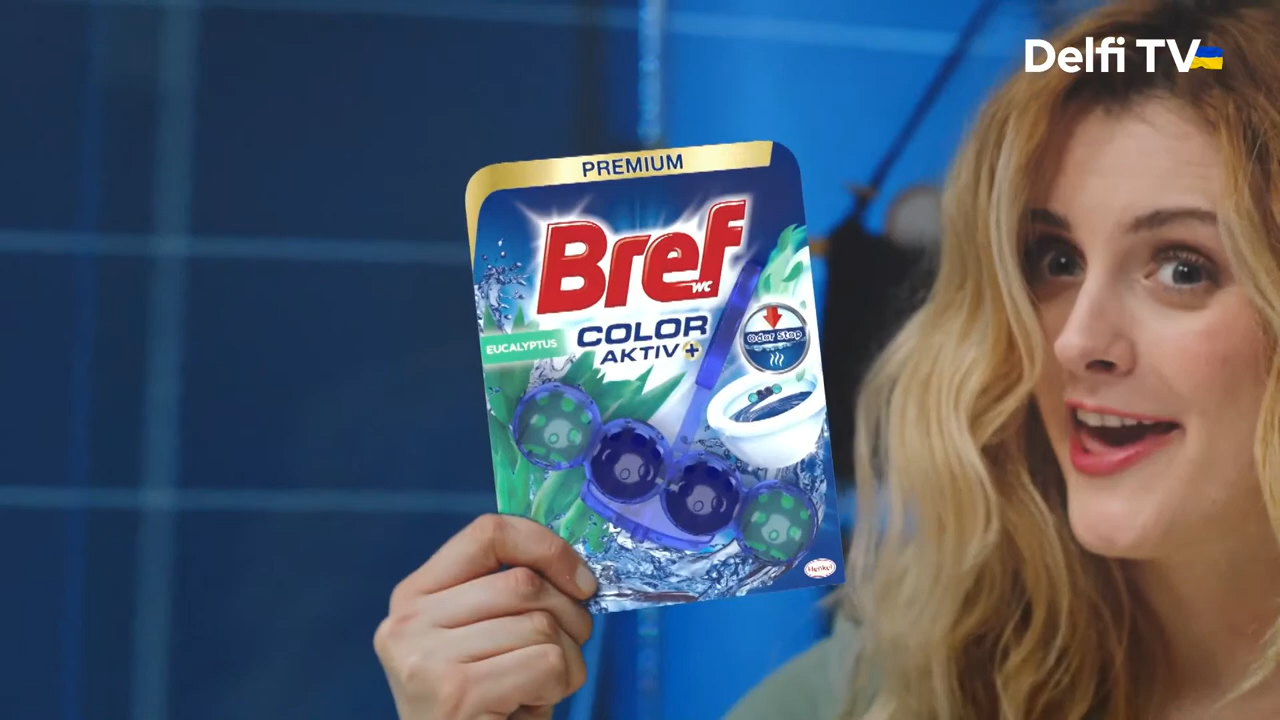 Delfi TV
PREMIUM
Bref
WC
COLOR
AKTIV+
EUCALYPTUS
Odor Stop
Henkel